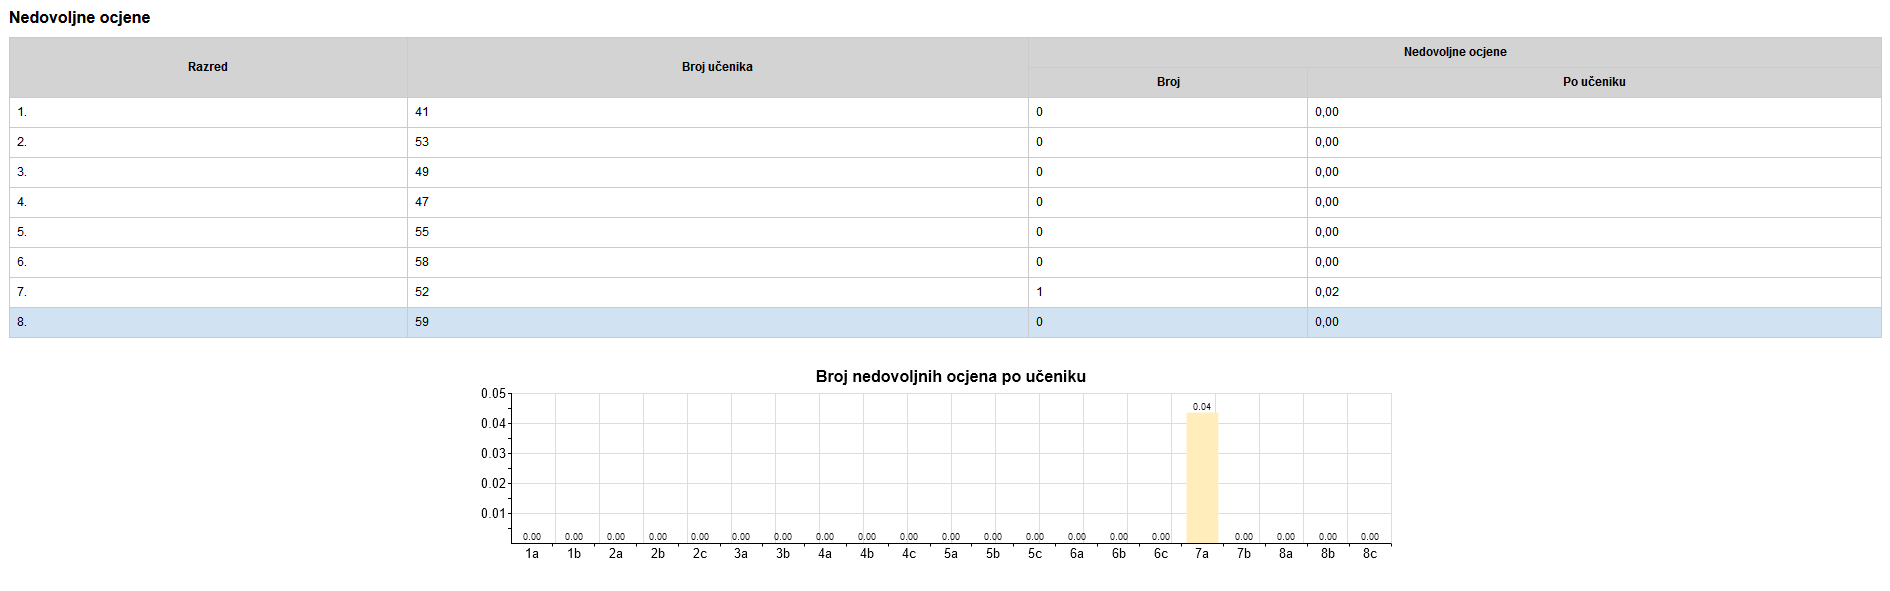 Nedovoljne ocjene
Razred Broj učenika Nedovoljne ocjene
Broj Po učeniku
1. 41 0 0,00
2. 53 0 0,00
3. 49 0 0,00
4. 47 0 0,00
5. 55 0 0,00
6. 58 0 0,00
7. 52 1 0,02
8. 59 0 0,00
Broj nedovoljnih ocjena po učeniku
0.05
0.04
0.03
0.02
0.01
0.04
0.00 0.00 0.00 0.00 0.00 0.00 0.00 0.00 0.00 0.00 0.00 0.00 0.00 0.00 0.00 0.00 0.00 0.00 0.00 0.00
1a 1b 2a 2b 2c 3a 3b 4a 4b 4c 5a 5b 5c 6a 6b 6c 7a 7b 8a 8b 8c